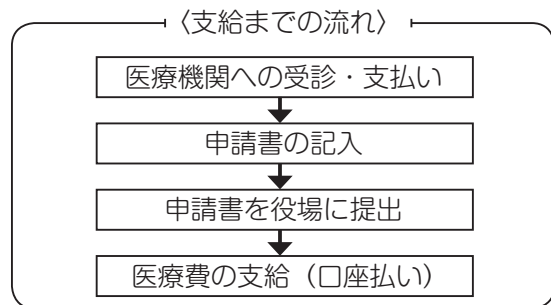 〈支給までの流れ〉
医療機関への受診・支払い
申請書の記入
申請書を役場に提出
医療費の支給（口座払い）